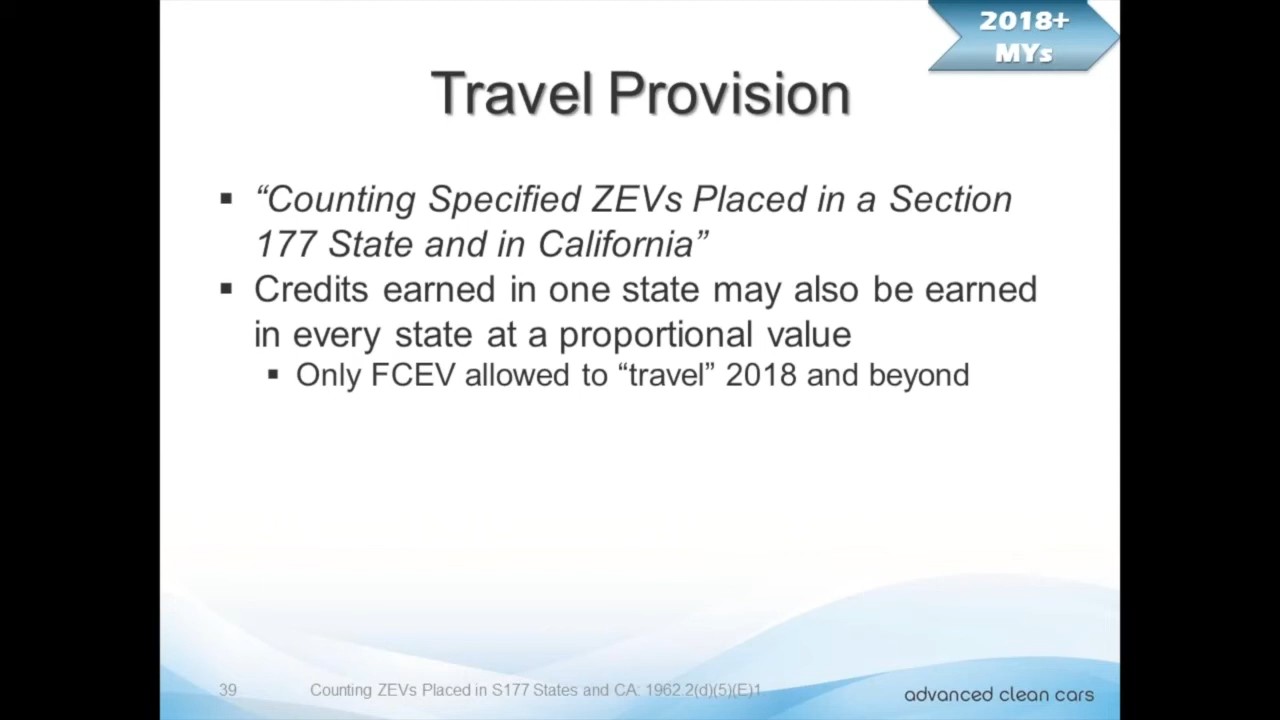 2018+
MYs
Travel Provision
▪ “Counting Specified ZEVs Placed in a Section
177 State and in California”
▪ Credits earned in one state may also be earned
in every state at a proportional value
▪ Only FCEV allowed to “travel” 2018 and beyond
39 Counting ZEVs Placed in S177 States and CA: 1962.2(d)(5)(E)1
advanced clean cars